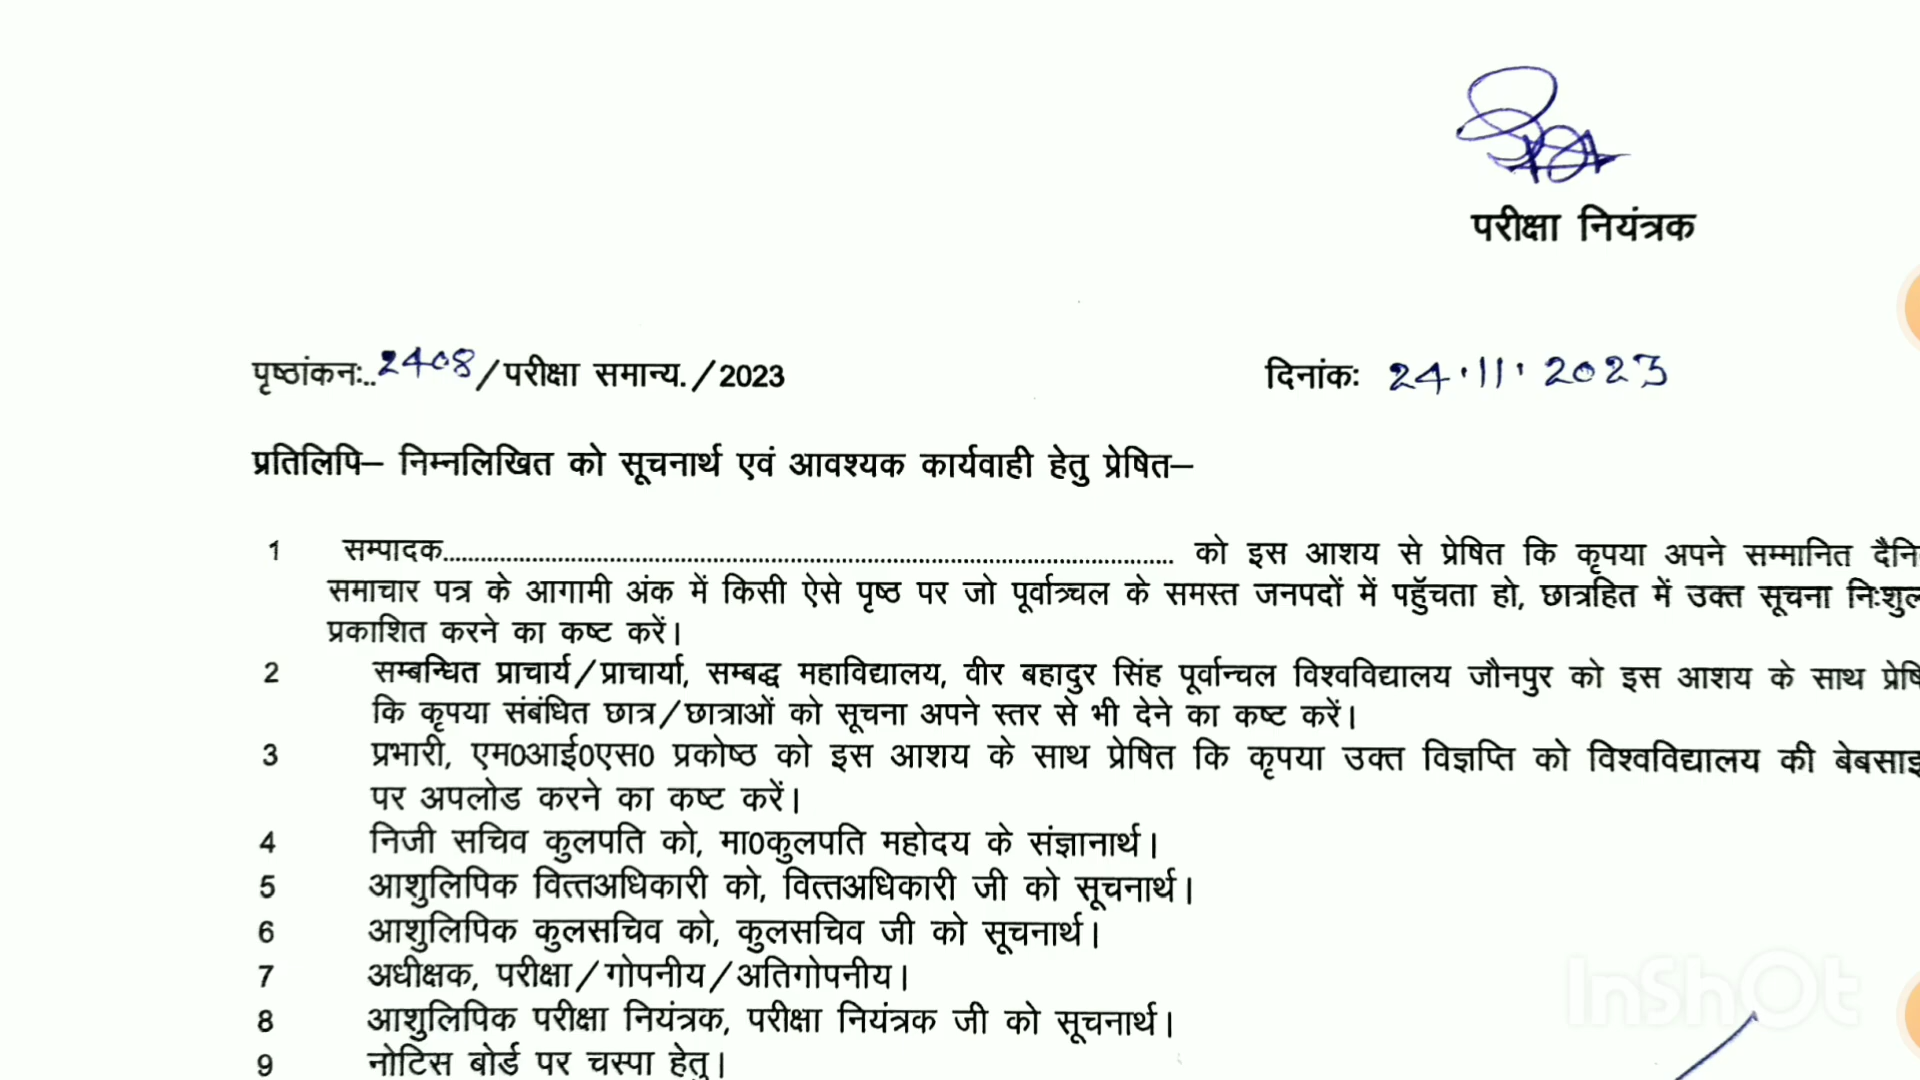 परीक्षा नियंत्रक
पृष्ठांकनः..2408/परीक्षा समान्य./2023 दिनांकः 24.11.2023
प्रतिलिपि– निम्नलिखित को सूचनार्थ एवं आवश्यक कार्यवाही हेतु प्रेषित–
1 सम्पादक........................................................................................ को इस आशय से प्रेषित कि कृपया अपने सम्मानित दैनि
समाचार पत्र के आगामी अंक में किसी ऐसे पृष्ठ पर जो पूर्वात्र्चल के समस्त जनपदों में पहुँचता हो, छात्रहित में उक्त सूचना निःशुल
प्रकाशित करने का कष्ट करें।
2 सम्बन्धित प्राचार्य/प्राचार्या, सम्बद्ध महाविद्यालय, वीर बहादुर सिंह पूर्वान्चल विश्वविद्यालय जौनपुर को इस आशय के साथ प्रेषि
कि कृपया संबंधित छात्र/छात्राओं को सूचना अपने स्तर से भी देने का कष्ट करें।
3 प्रभारी, एम0आई0एस0 प्रकोष्ठ को इस आशय के साथ प्रेषित कि कृपया उक्त विज्ञप्ति को विश्वविद्यालय की बेबसाइ
पर अपलोड करने का कष्ट करें।
4 निजी सचिव कुलपति को, मा0कुलपति महोदय के संज्ञानार्थ।
5 आशुलिपिक वित्तअधिकारी को, वित्तअधिकारी जी को सूचनार्थ।
6 आशुलिपिक कुलसचिव को, कुलसचिव जी को सूचनार्थ।
7 अधीक्षक, परीक्षा/गोपनीय/अतिगोपनीय।
8 आशुलिपिक परीक्षा नियंत्रक, परीक्षा नियंत्रक जी को सूचनार्थ।
9 नोटिस बोर्ड पर चस्पा हेतु।
InShOt